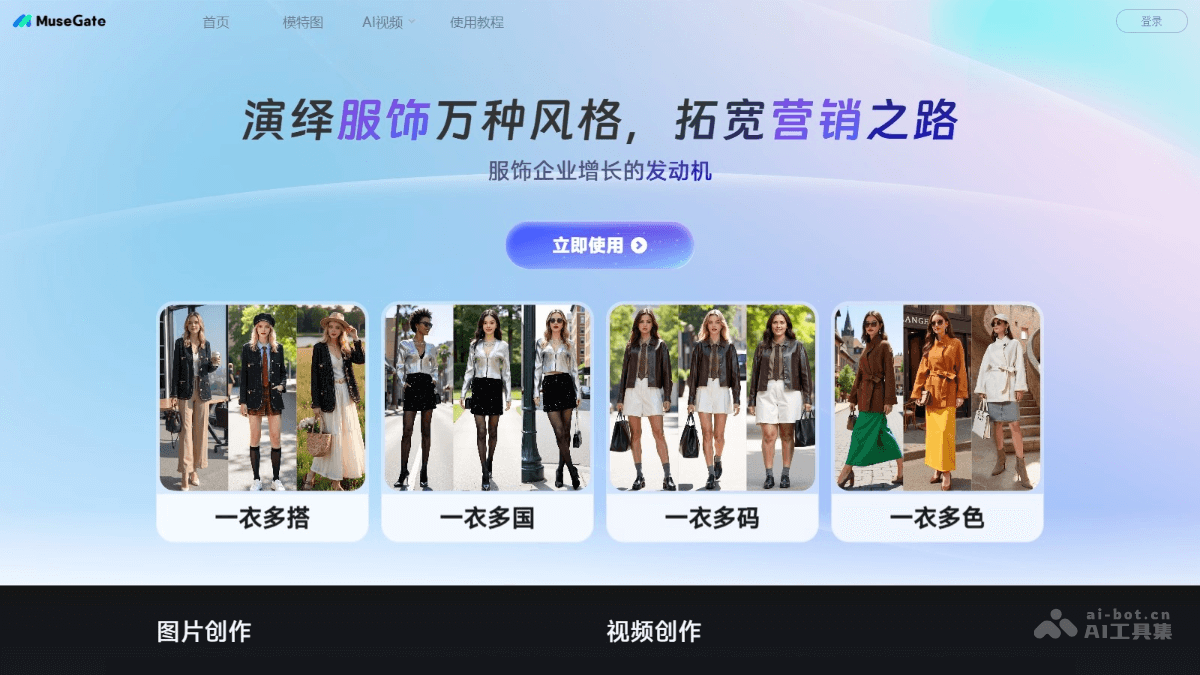 MuseGate
首页
模特图
AI视频
使用教程
登录
演绎服饰万种风格，拓宽营销之路
服饰企业增长的发动机
立即使用
ANGE
一衣多搭
一衣多国
一衣多码
一衣多色
图片创作
视频创作
ai-bot.cn
AI工具集